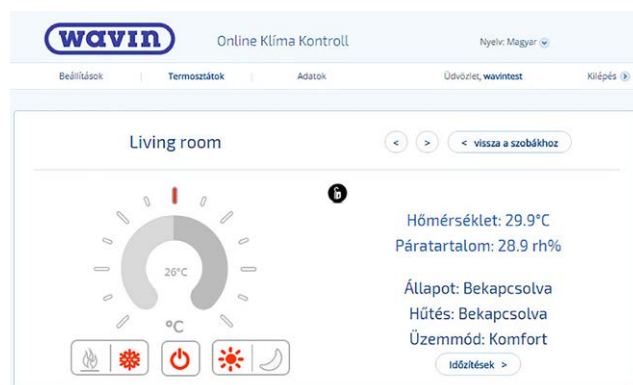 wavin
Online Klíma Kontroll
Nyelv: Magyar
Beállítások
Termosztátok
Adatok
Üdvözlet, wavintest
Kilépés
Living room
<
>
< vissza a szobákhoz
Hőmérséklet: 29.9°C
Páratartalom: 28.9 rh%
26°C
°C
Állapot: Bekapcsolva
Hűtés: Bekapcsolva
Üzemmód: Komfort
Időzítések >